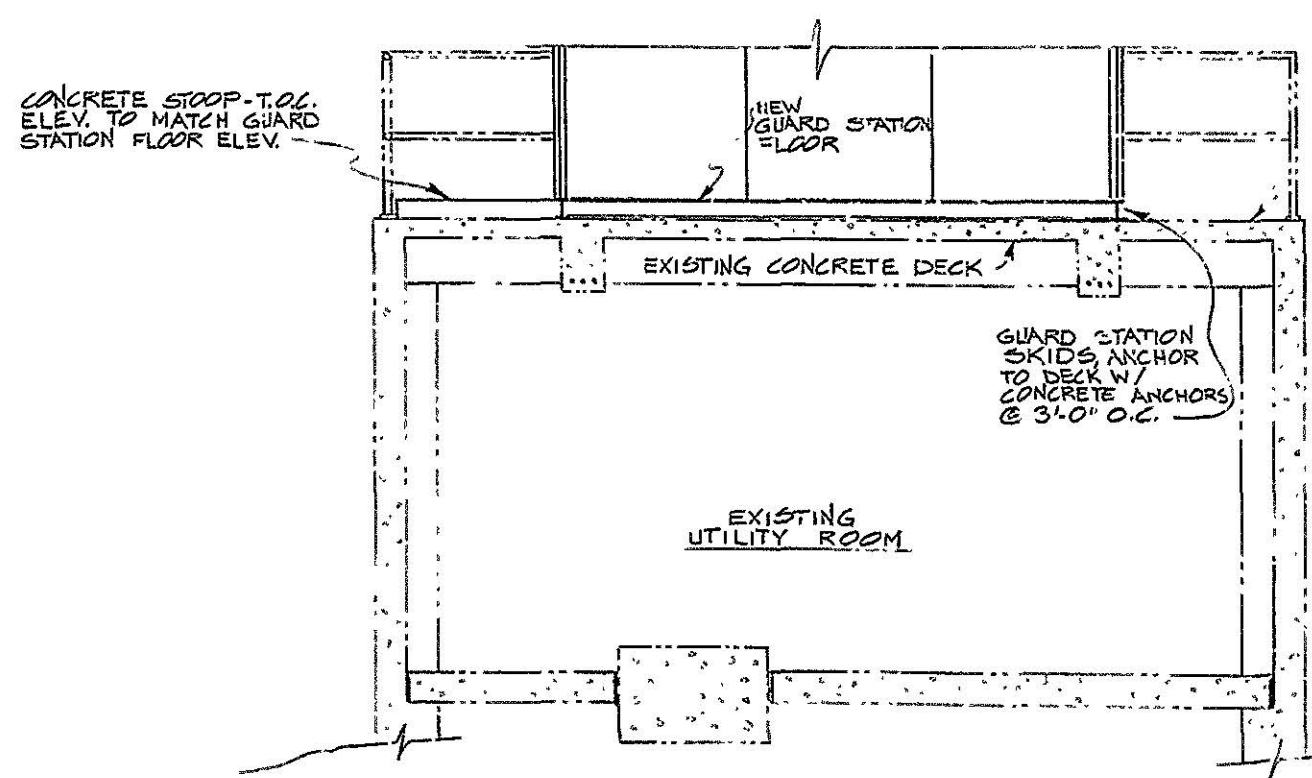 CONCRETE STOOP-T.O.C.
ELEV. TO MATCH GUARD
STATION FLOOR ELEV.
NEW
GUARD STATION
FLOOR
EXISTING CONCRETE DECK
GUARD STATION
SKIDS, ANCHOR
TO DECK W/
CONCRETE ANCHORS
@ 3'-0" O.C.
EXISTING
UTILITY ROOM